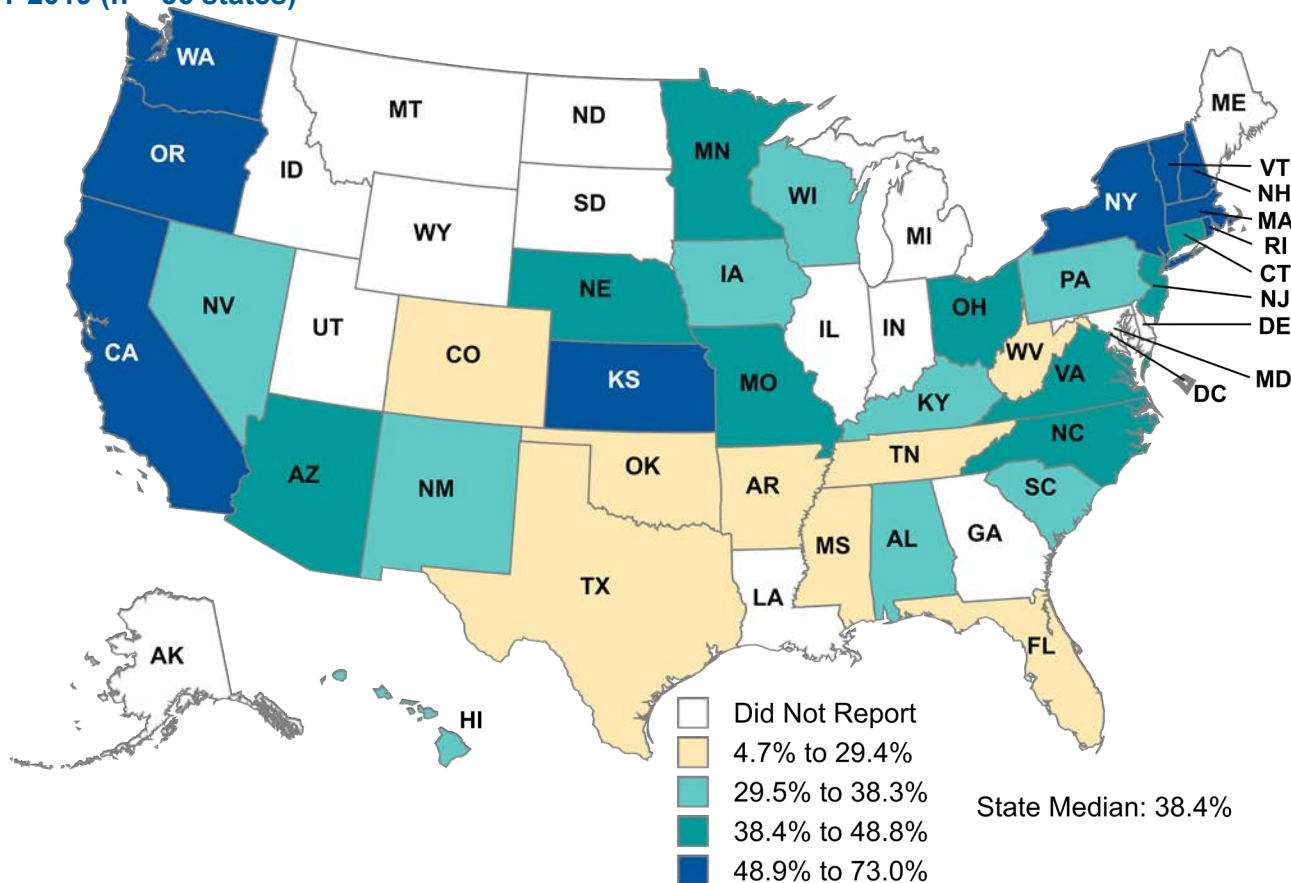 WA
MT
ND
MN
ME
OR
ID
SD
WI
NY
VT
NH
MA
RI
CT
NJ
DE
MD
DC
WY
MI
IA
PA
NE
NV
UT
IL
IN
OH
CA
CO
KS
MO
WV
VA
KY
NC
AZ
NM
OK
AR
TN
SC
MS
AL
GA
TX
LA
FL
AK
HI
Did Not Report
4.7% to 29.4%
29.5% to 38.3%
38.4% to 48.8%
48.9% to 73.0%
State Median: 38.4%